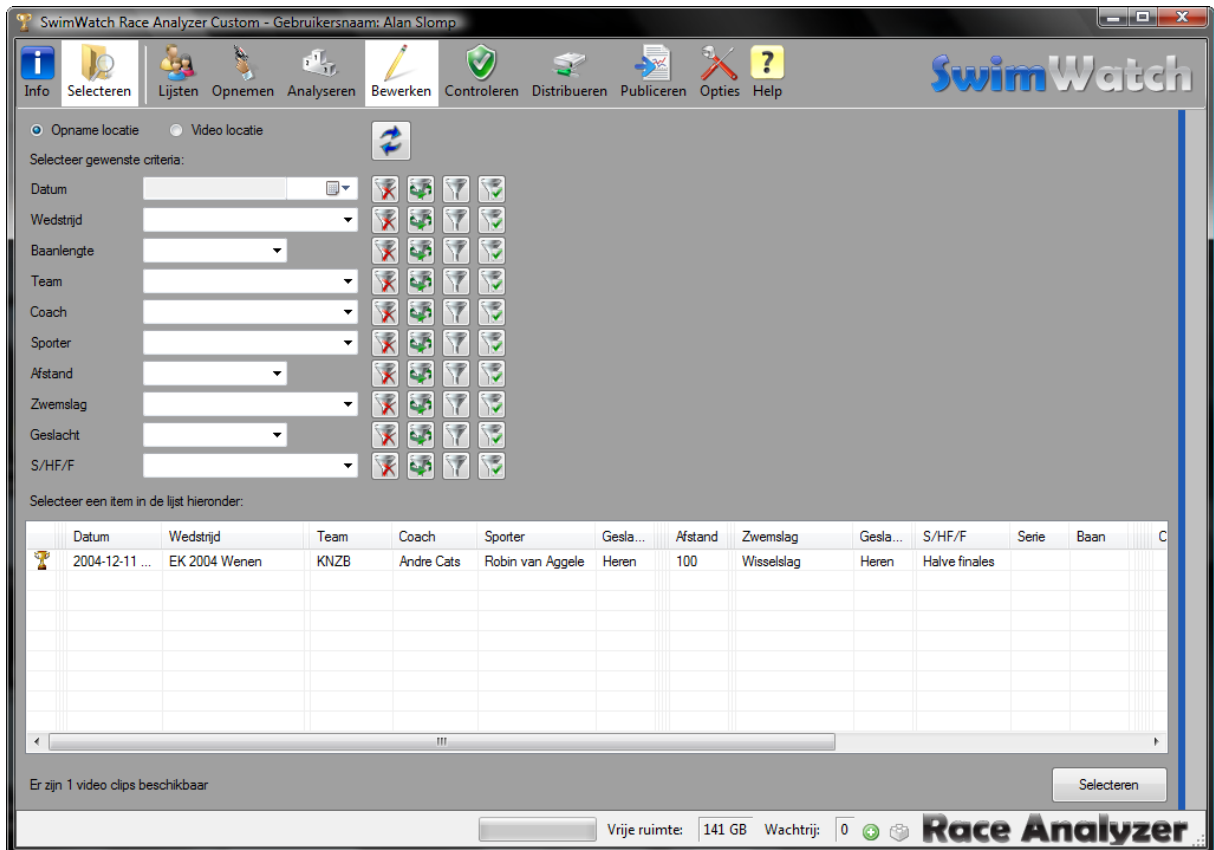 SwimWatch Race Analyzer Custom - Gebruikersnaam: Alan Slomp
Info Selecteren Lijsten Opnemen Analyseren Bewerken Controleren Distribueren Publiceren Opties Help
SwimWatch
Opname locatie Video locatie
Selecteer gewenste criteria:
Datum
Wedstrijd
Baanlengte
Team
Coach
Sporter
Afstand
Zwemslag
Geslacht
S/HF/F
Selecteer een item in de lijst hieronder:
Datum Wedstrijd Team Coach Sporter Gesla... Afstand Zwemslag Gesla... S/HF/F Serie Baan C
2004-12-11 ... EK 2004 Wenen KNZB Andre Cats Robin van Aggele Heren 100 Wisselslag Heren Halve finales
Er zijn 1 video clips beschikbaar
Selecteren
Vrije ruimte: 141 GB Wachtrij: 0 Race Analyzer